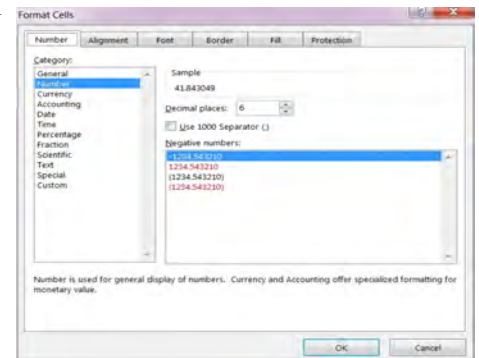 Format Cells
Number Alignment Font Border Fill Protection
Category:
General
Number
Currency
Accounting
Date
Time
Percentage
Fraction
Scientific
Text
Special
Custom
Sample
41.843049
Decimal places: 6
Use 1000 Separator (,)
Negative numbers:
-1234.543210
1234.543210
(1234.543210)
(1234.543210)
Number is used for general display of numbers. Currency and Accounting offer specialized formatting for
monetary value.
OK Cancel